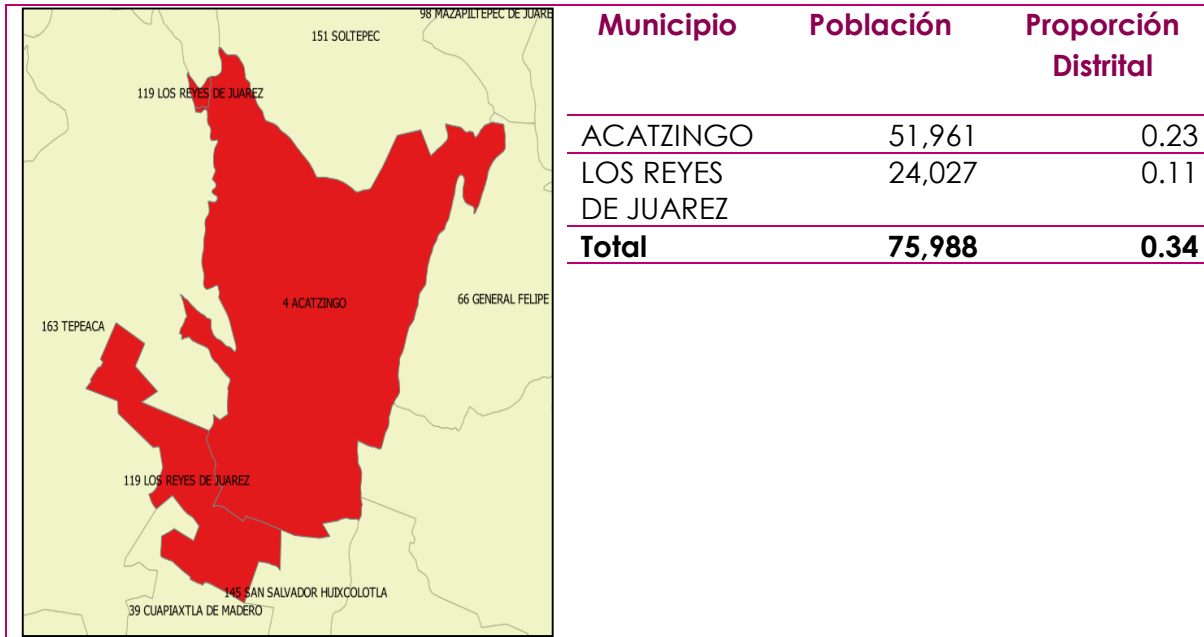 98 MAZAPILTEPEC DE JUARE
151 SOLTEPEC
119 LOS REYES DE JUAREZ
4 ACATZINGO
66 GENERAL FELIPE
163 TEPEACA
119 LOS REYES DE JUAREZ
145 SAN SALVADOR HUIXCOLOTLA
39 CUAPIAXTLA DE MADERO
Municipio Población Proporción
Distrital
ACATZINGO 51,961 0.23
LOS REYES 24,027 0.11
DE JUAREZ
Total 75,988 0.34